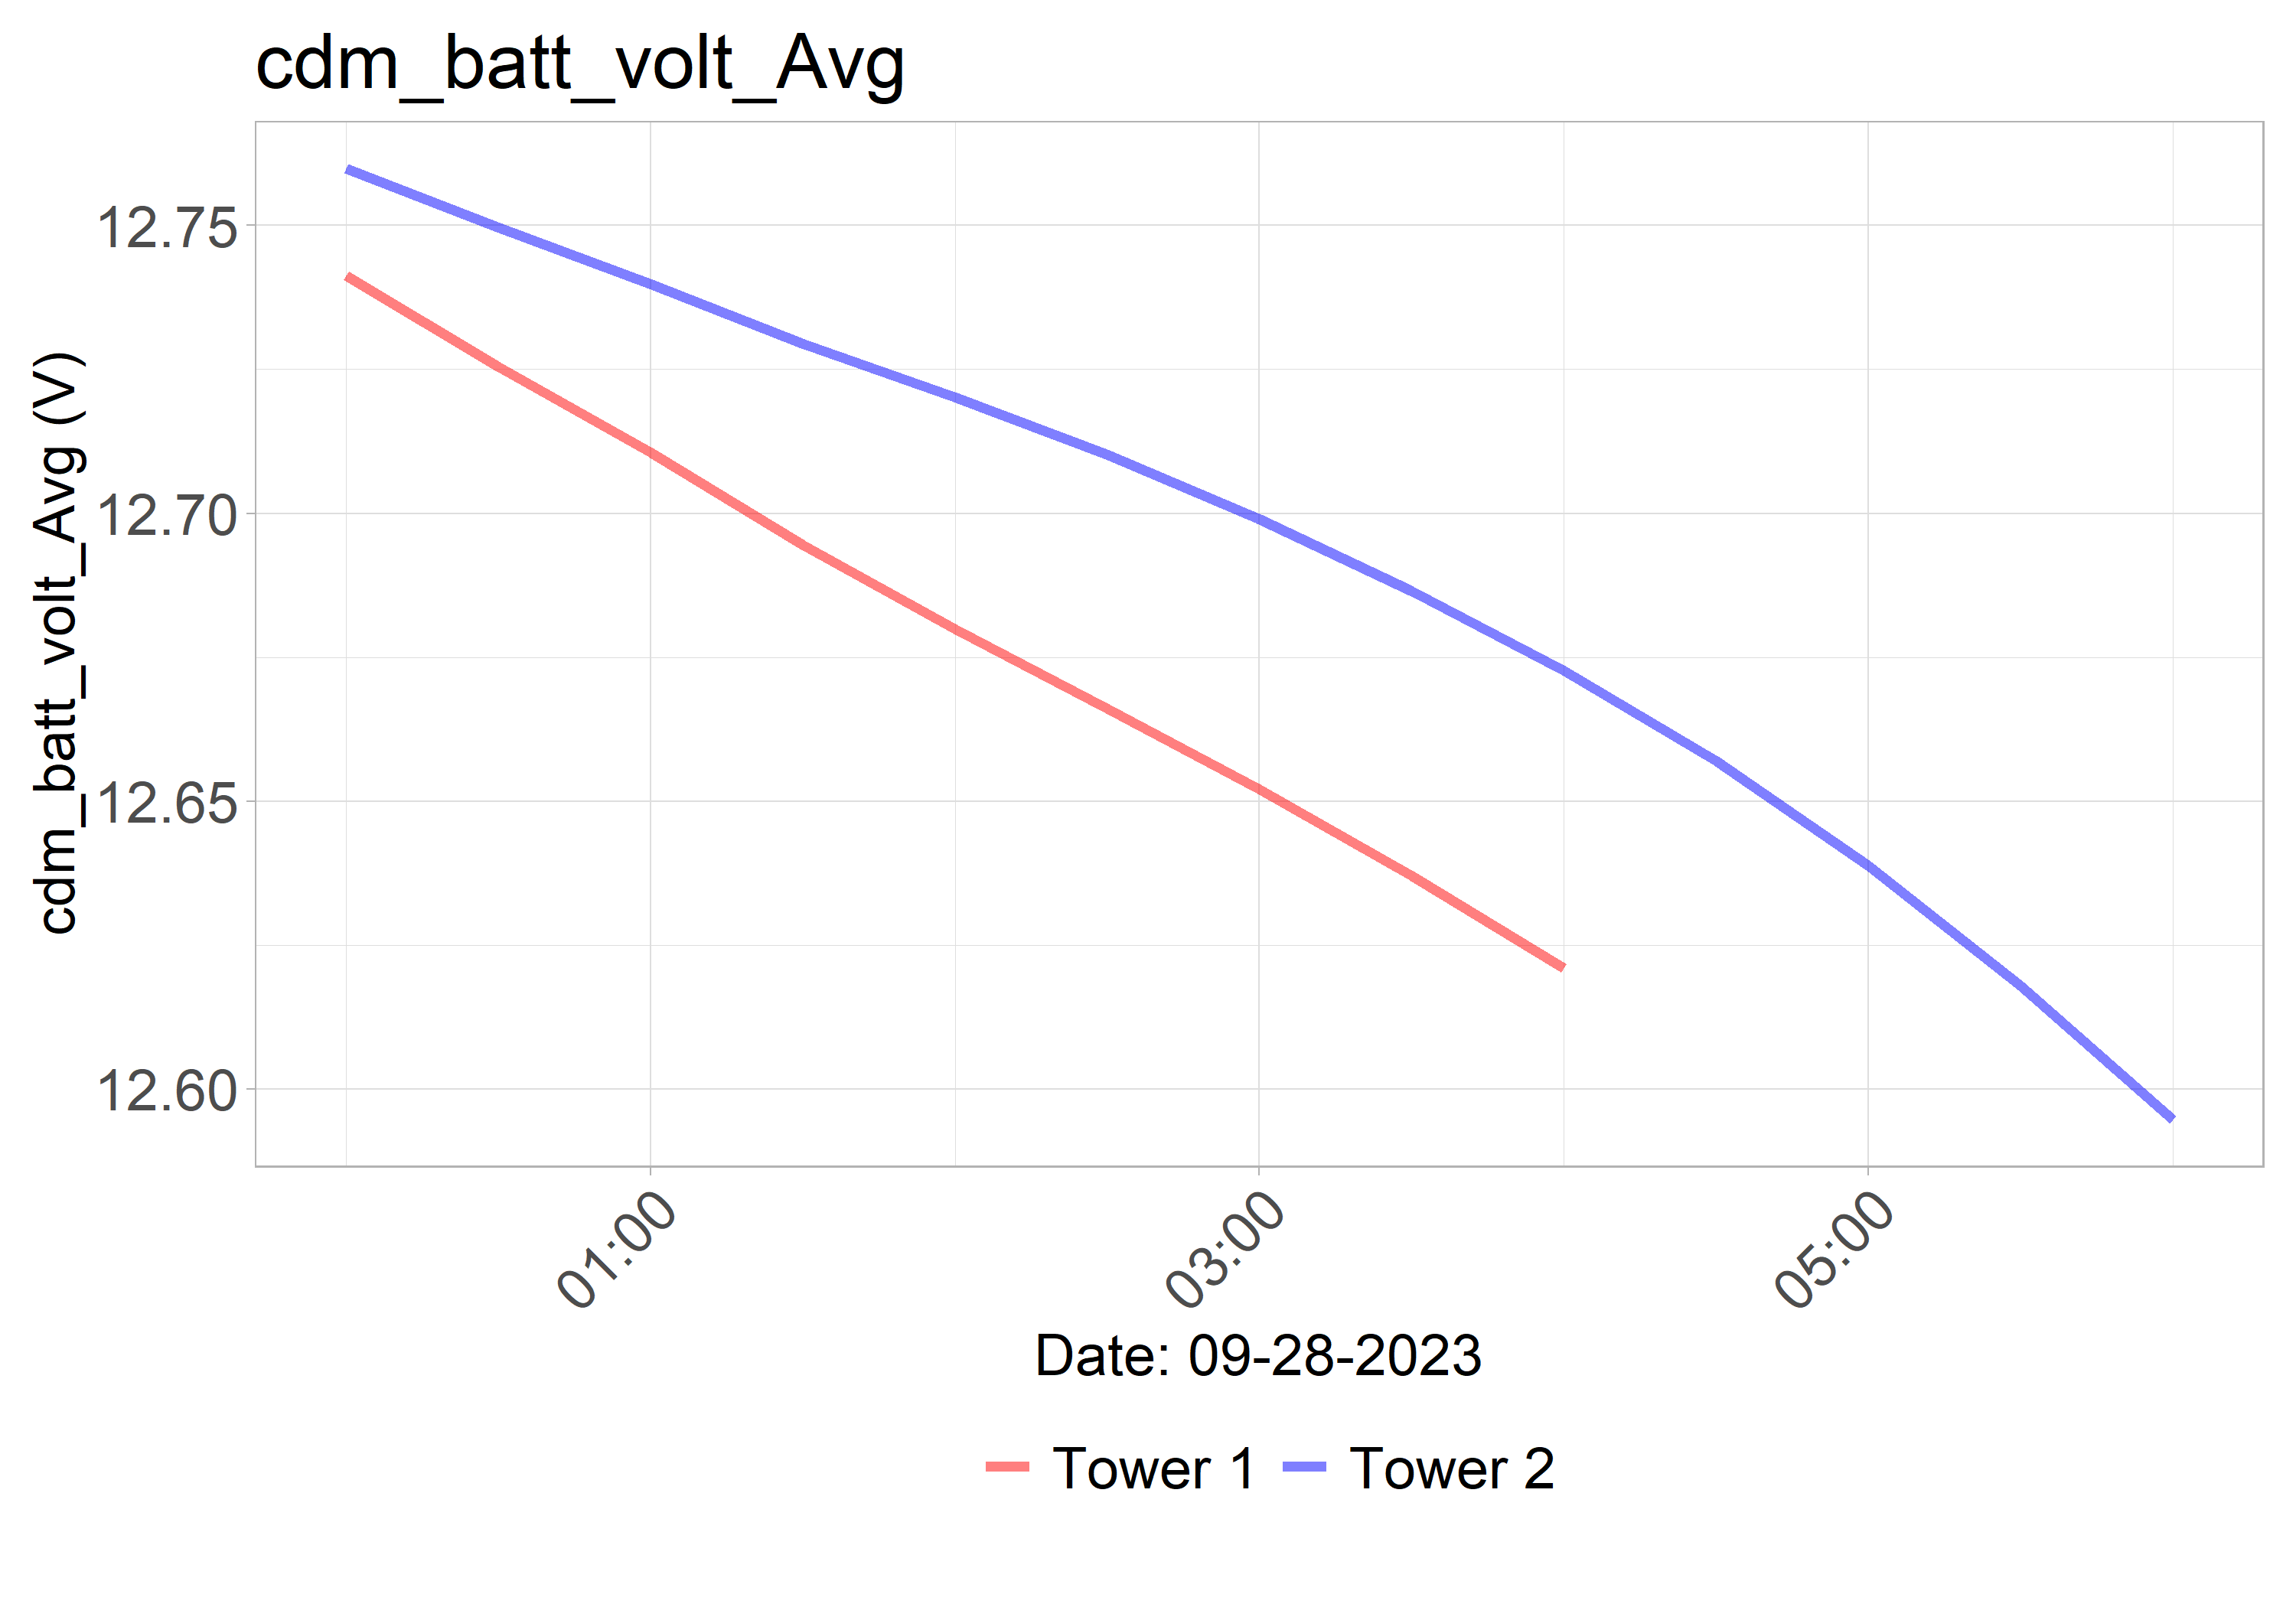 cdm_batt_volt_Avg
cdm_batt_volt_Avg (V)
12.75
12.70
12.65
12.60
01:00
03:00
05:00
Date: 09-28-2023
Tower 1
Tower 2